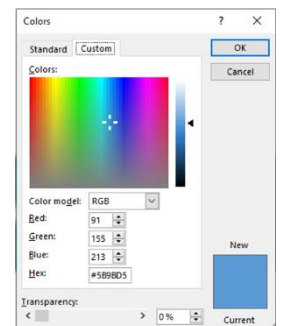 Colors ? ×
Standard Custom OK
Colors: Cancel
Color model: RGB
Red: 91
Green: 155
Blue: 213
Hex: #5B9BD5
New
Transparency:
< > 0 %
Current